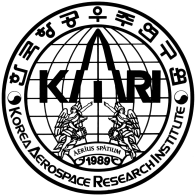 한국항공우주연구원
KARI
AERIUS SPATIUM
1989
KOREA AEROSPACE RESEARCH INSTITUTE